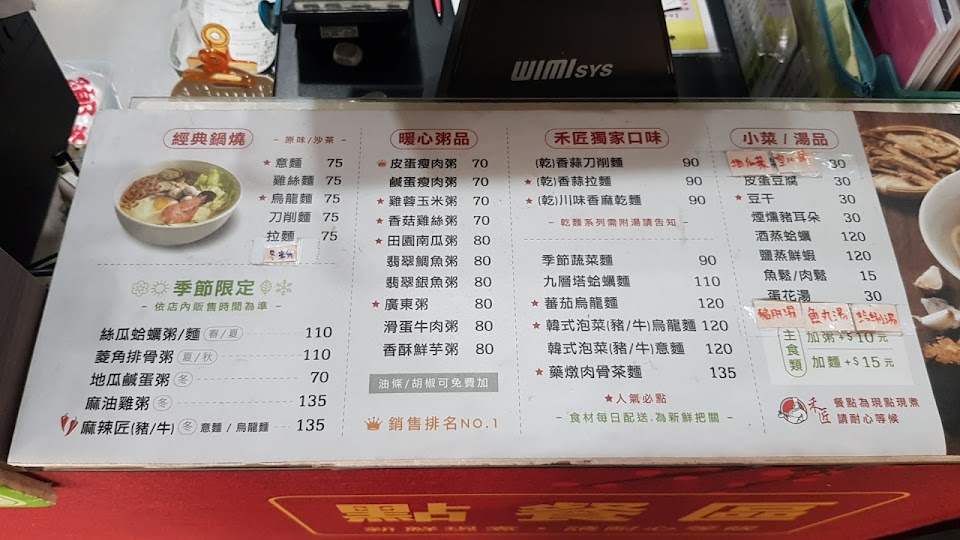 WIMIsys
經典鍋燒 - 原味/沙茶 -
★ 意麵 75
雞絲麵 75
★ 烏龍麵 75
刀削麵 75
拉麵 75
季節限定
- 依店內販售時間為準 -
絲瓜蛤蠣粥/麵 春/夏 110
菱角排骨粥 夏/秋 110
地瓜鹹蛋粥 冬 70
麻油雞粥 冬 135
麻辣匠(豬/牛) 冬 意麵 / 烏龍麵 135
暖心粥品
皮蛋瘦肉粥 70
鹹蛋瘦肉粥 70
★ 雞蓉玉米粥 70
★ 香菇雞絲粥 70
★ 田園南瓜粥 80
翡翠鯛魚粥 80
翡翠銀魚粥 80
★ 廣東粥 80
滑蛋牛肉粥 80
香酥鮮芋粥 80
油條/胡椒可免費加
銷售排名NO.1
禾匠獨家口味
(乾)香蒜刀削麵 90
★ (乾)香蒜拉麵 90
★ (乾)川味香麻乾麵 90
- 乾麵系列需附湯請告知 -
季節蔬菜麵 90
九層塔蛤蠣麵 110
★ 蕃茄烏龍麵 120
★ 韓式泡菜(豬/牛)烏龍麵 120
韓式泡菜(豬/牛)意麵 120
★ 藥燉肉骨茶麵 135
★人氣必點
- 食材每日配送.為新鮮把關 -
小菜 / 湯品
30
皮蛋豆腐 30
★ 豆干 30
煙燻豬耳朵 30
酒蒸蛤蠣 120
鹽蒸鮮蝦 120
魚鬆/肉鬆 15
蛋花湯 30
魚丸湯
主食類
加粥+$10元
加麵+$15元
禾匠
餐點為現點現煮
請耐心等候
點餐區
新鮮現煮・請耐心等候